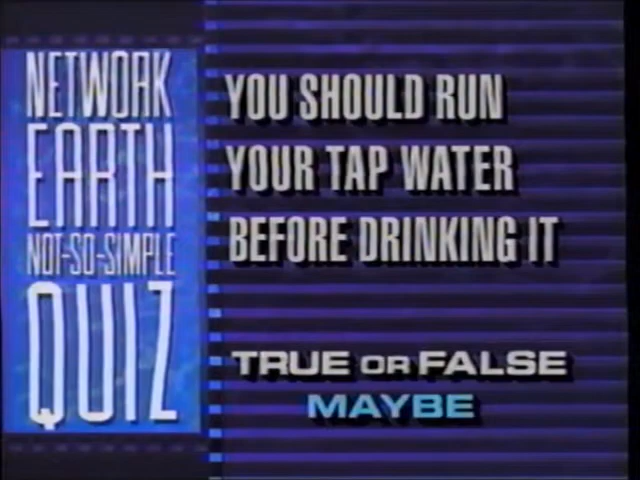 NETWORK
EARTH
NOT-SO-SIMPLE
QUIZ
YOU SHOULD RUN
YOUR TAP WATER
BEFORE DRINKING IT
TRUE OR FALSE
MAYBE